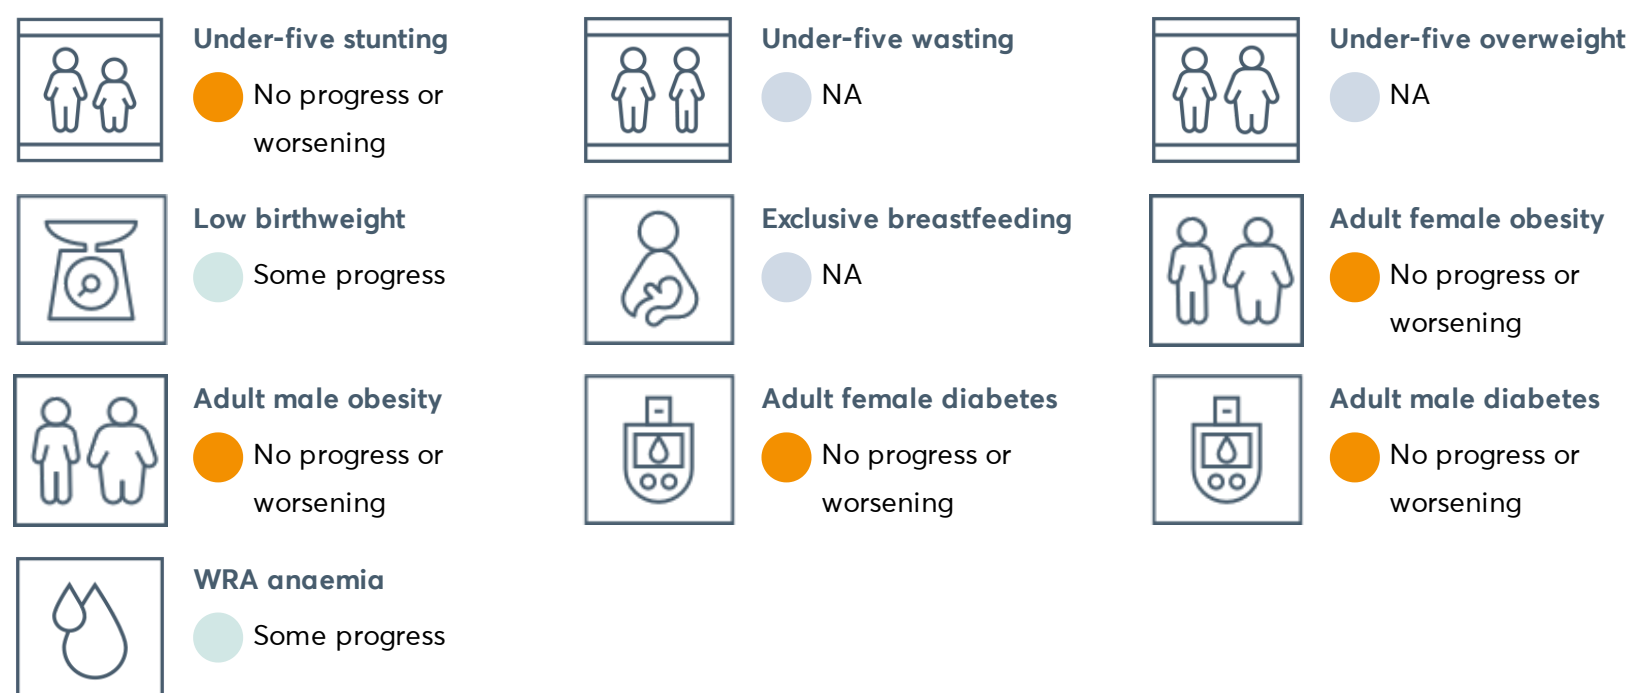 Under-five stunting
No progress or
worsening
Under-five wasting
NA
Under-five overweight
NA
Low birthweight
Some progress
Exclusive breastfeeding
NA
Adult female obesity
No progress or
worsening
Adult male obesity
No progress or
worsening
Adult female diabetes
No progress or
worsening
Adult male diabetes
No progress or
worsening
WRA anaemia
Some progress